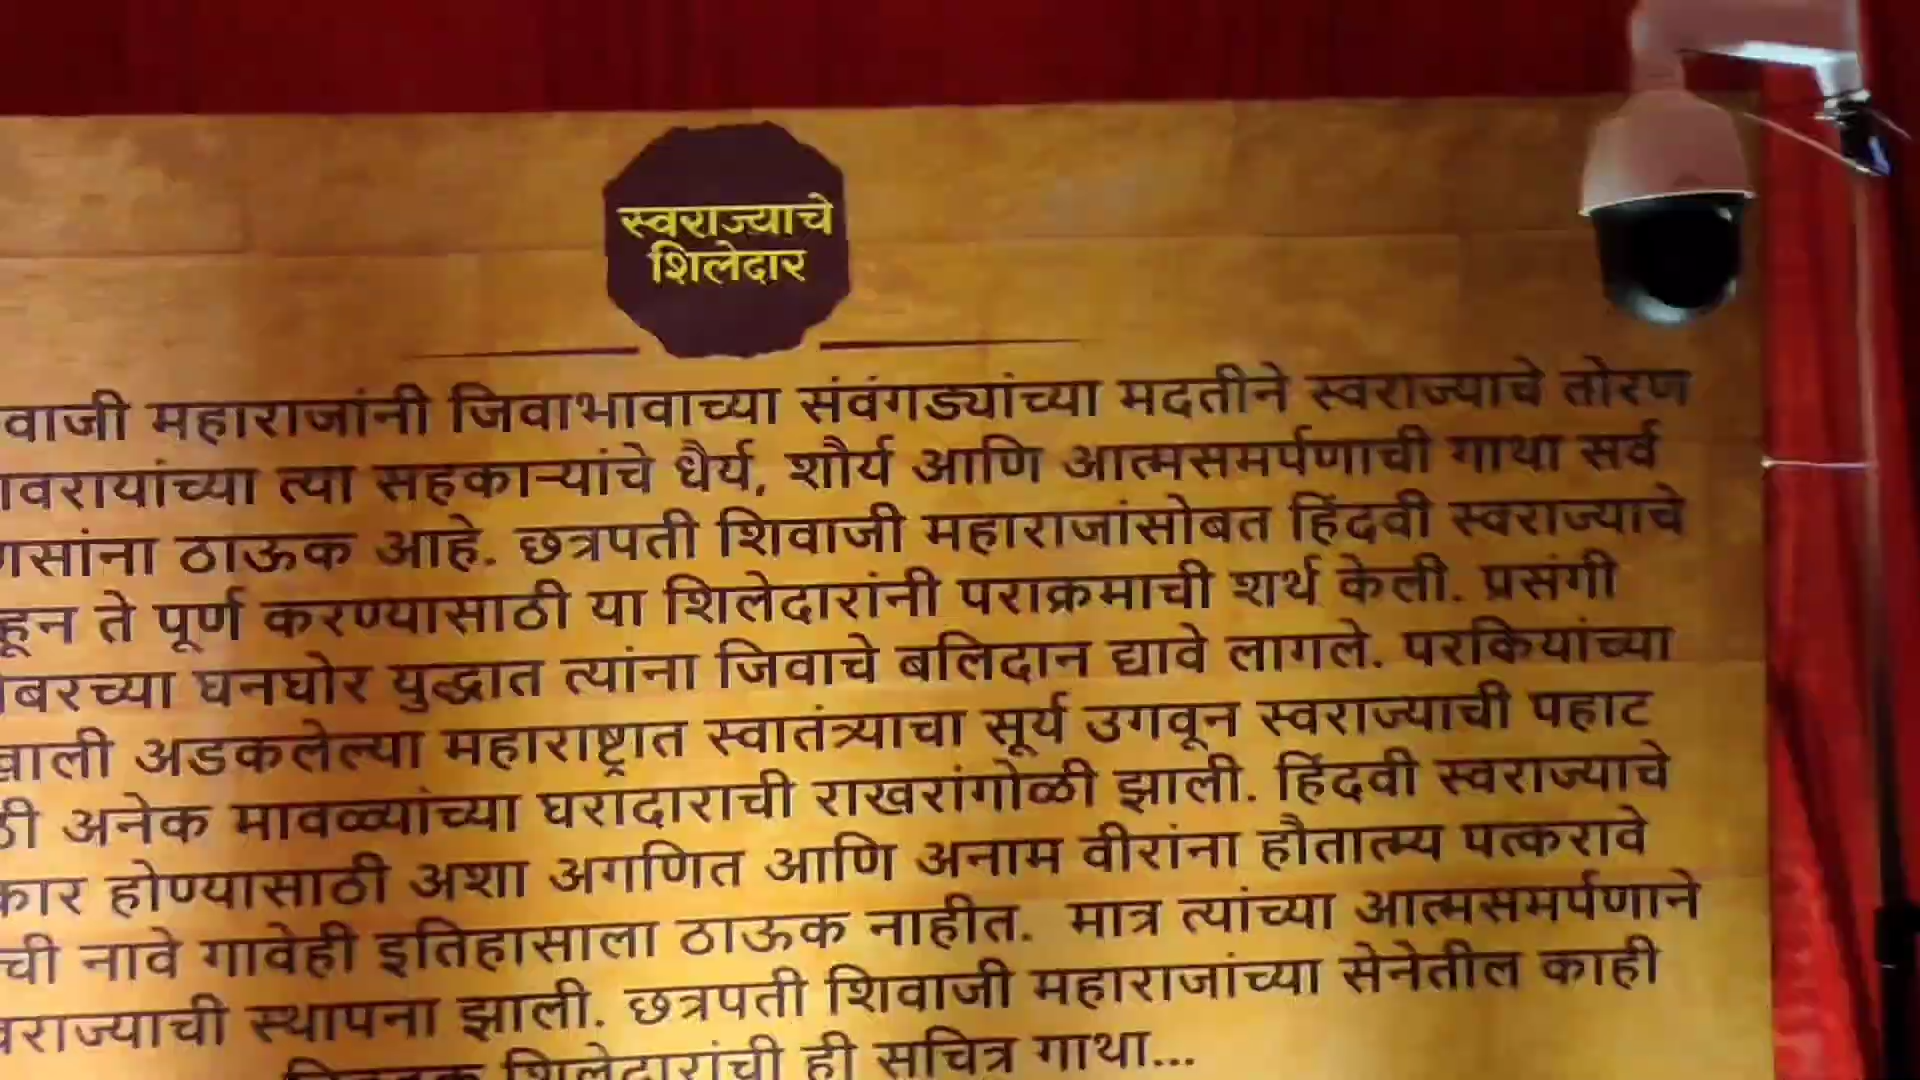 स्वराज्याचे
शिलेदार
महाराजांनी जिवाभावाच्या संवंगड्यांच्या मदतीने स्वराज्याचे तोरण
त्या सहकाऱ्यांचे धैर्य, शौर्य आणि आत्मसमर्पणाची गाथा सर्व
ठाऊक आहे. छत्रपती शिवाजी महाराजांसोबत हिंदवी स्वराज्याचे
ते पूर्ण करण्यासाठी या शिलेदारांनी पराक्रमाची शर्थ केली. प्रसंगी
घनघोर युद्धात त्यांना जिवाचे बलिदान द्यावे लागले. परकियांच्या
अडकलेल्या महाराष्ट्रात स्वातंत्र्याचा सूर्य उगवून स्वराज्याची पहाट
अनेक मावळ्यांच्या घरादाराची राखरांगोळी झाली. हिंदवी स्वराज्याचे
होण्यासाठी अशा अगणित आणि अनाम वीरांना हौतात्म्य पत्करावे
नावे गावेही इतिहासाला ठाऊक नाहीत. मात्र त्यांच्या आत्मसमर्पणाने
स्थापना झाली. छत्रपती शिवाजी महाराजांच्या सेनेतील काही
शिलेदारांची ही सचित्र गाथा...